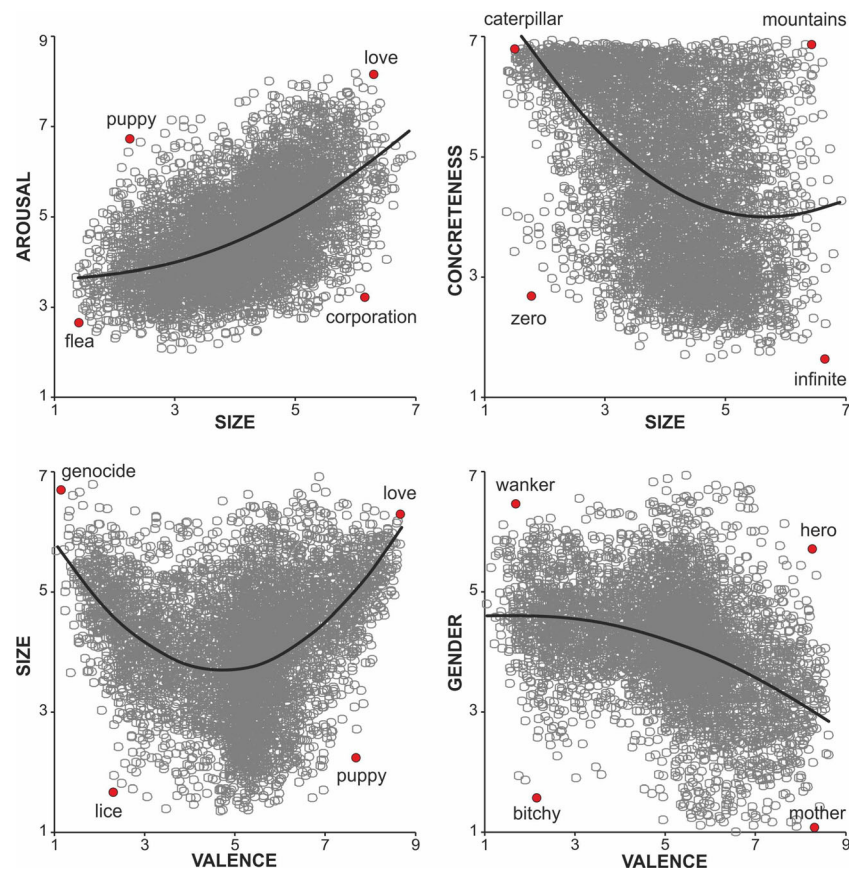 9
love
puppy
7
AROUSAL
5
3
corporation
flea
1
1 3 5 7
SIZE
caterpillar
mountains
7
5
CONCRETENESS
3
zero
infinite
1
1 3 5 7
SIZE
7
genocide
love
5
SIZE
3
puppy
lice
1
1 3 5 7 9
VALENCE
7
wanker
hero
5
GENDER
3
bitchy
mother
1
1 3 5 7 9
VALENCE